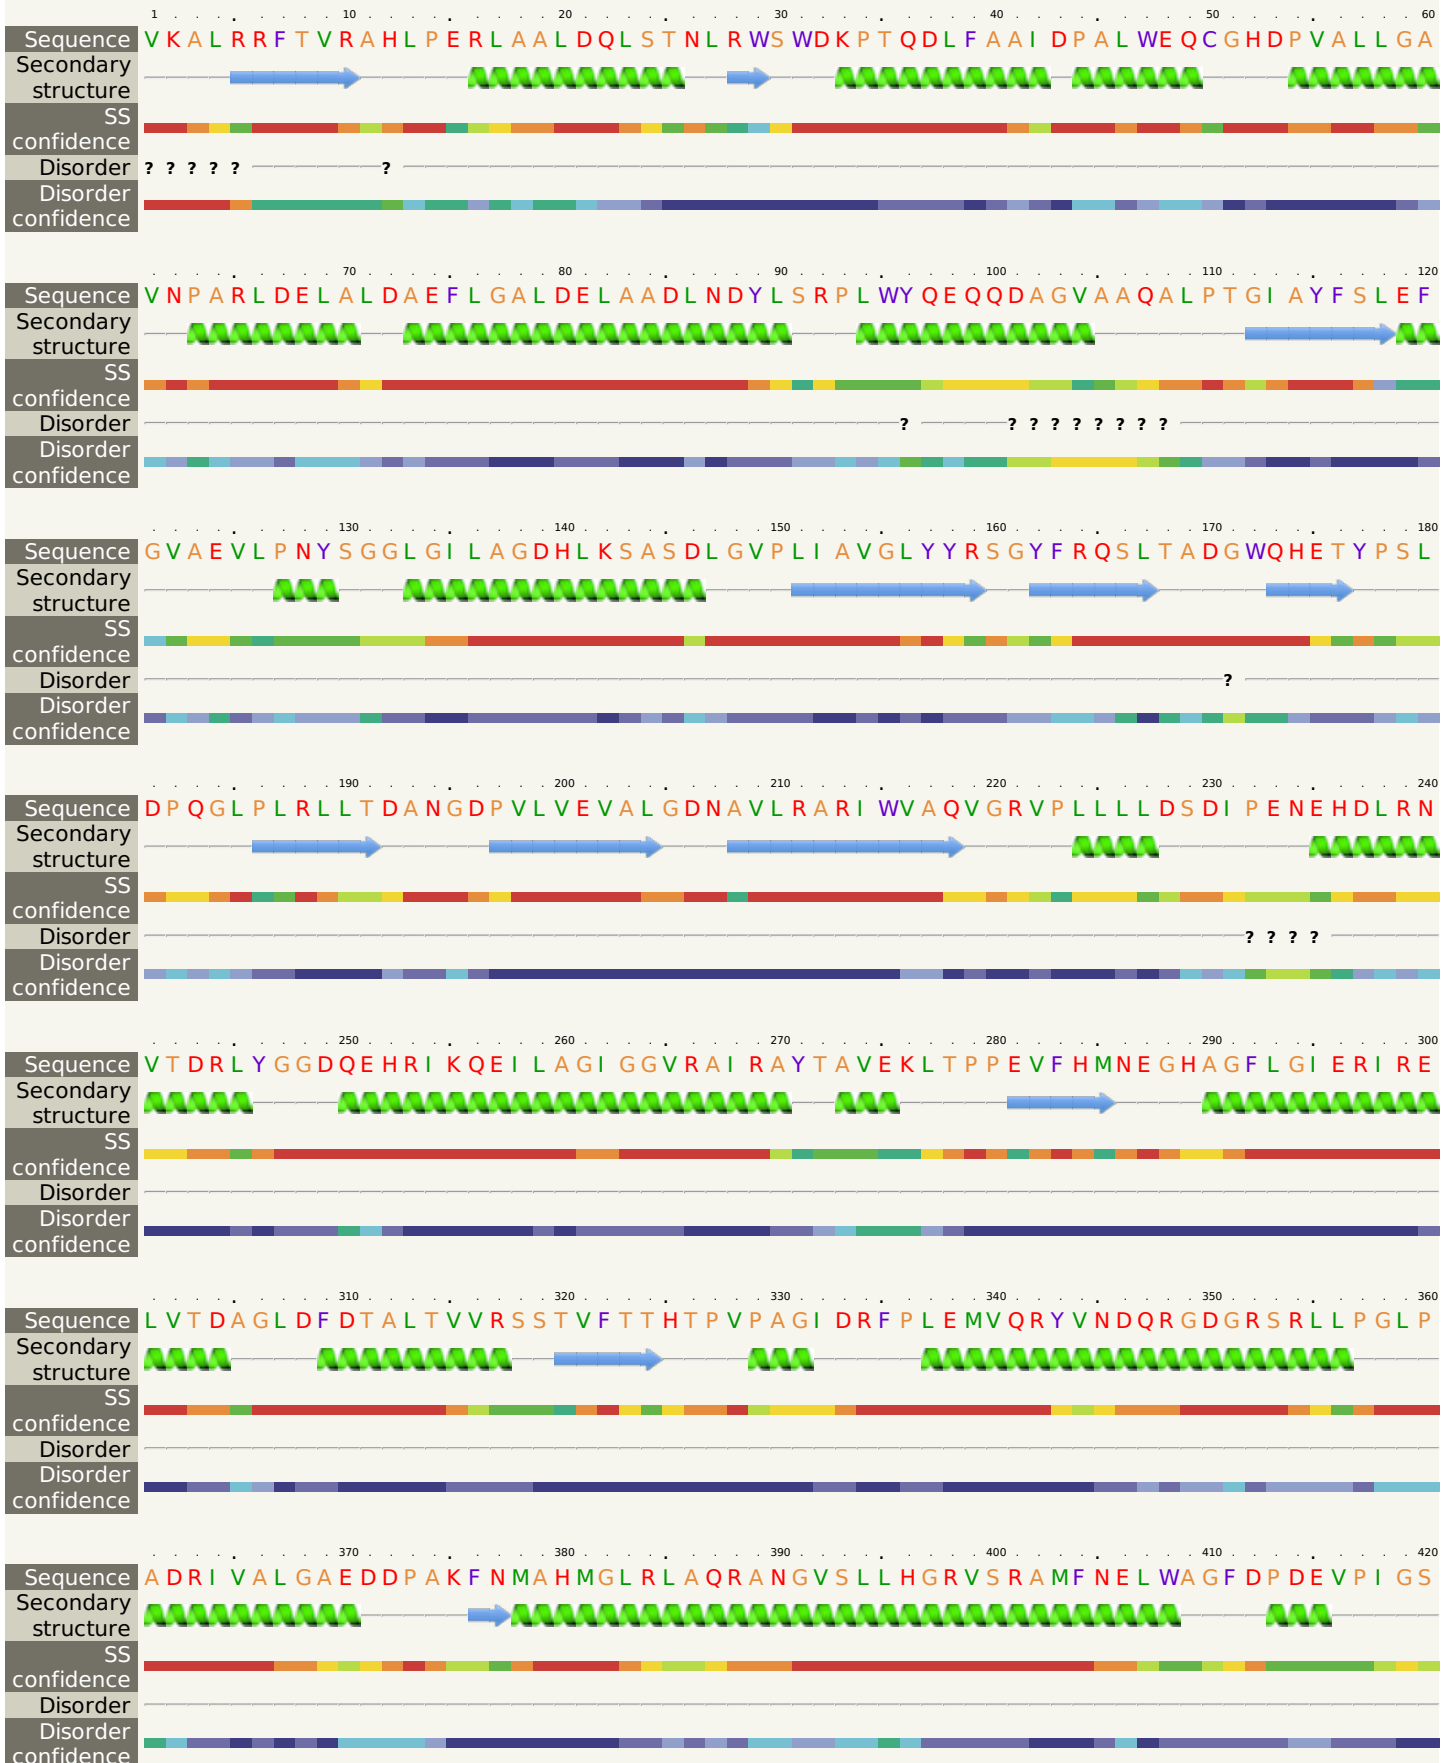 1 10 20 30 40 50 60
Sequence VKALRRFTVRAHLPERLAALDQLSTNLRWSWDKPTQDLFAAIDPALWEQCGHDPVALLGA
Secondary
structure
SS
confidence
Disorder ? ? ? ? ? ?
Disorder
confidence
70 80 90 100 110 120
Sequence VNPARLDELALDAEFLGALDELAADLNDYLSRPLWYQEQQDAGVAAQALPTGIAYFSLEF
Secondary
structure
SS
confidence
Disorder ? ? ? ? ? ? ? ? ?
Disorder
confidence
130 140 150 160 170 180
Sequence GVAEVLPNYSGGLGILAGDHLKSASDLGVPLIAVGLYYRSGYFRQSLTADGWQHETYPSL
Secondary
structure
SS
confidence
Disorder ?
Disorder
confidence
190 200 210 220 230 240
Sequence DPQGLPLRLLTDANGDPVLVEVALGDNAVLRARIWVAQVGRVPLLLLDSDIPENEHDLRN
Secondary
structure
SS
confidence
Disorder ? ? ? ?
Disorder
confidence
250 260 270 280 290 300
Sequence VTDRLYGGDQEHRIKQEILAGIGGVRAIRAYTAVEKLTPPEVFHMNEGHAGFLGIERIRE
Secondary
structure
SS
confidence
Disorder
Disorder
confidence
310 320 330 340 350 360
Sequence LVTDAGLDFDTALTVVRSSTVFTTHTPVPAGIDRFPLEMVQRYVNDQRGDGRSRLLPGLP
Secondary
structure
SS
confidence
Disorder
Disorder
confidence
370 380 390 400 410 420
Sequence ADRIVALGAEDDPAKFNMAHMGLRLAQRANGVSLLHGRVSRAMFNELWAGFDPDEVPIGS
Secondary
structure
SS
confidence
Disorder
Disorder
confidence